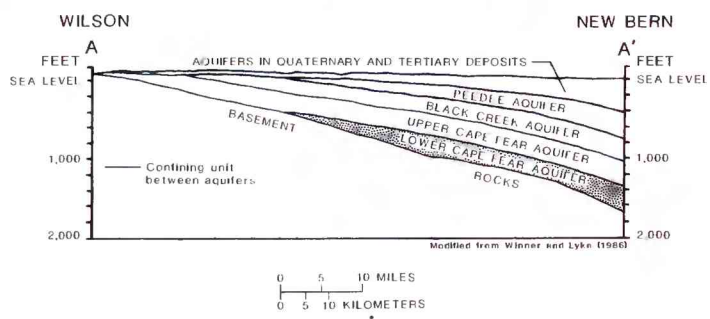 WILSON
NEW BERN
A
A'
FEET
SEA LEVEL
AQUIFERS IN QUATERNARY AND TERTIARY DEPOSITS
FEET
SEA LEVEL
PEEDEE AQUIFER
BLACK CREEK AQUIFER
UPPER CAPE FEAR AQUIFER
LOWER CAPE FEAR AQUIFER
BASEMENT
ROCKS
1,000
1,000
Confining unit
between aquifers
2,000
2,000
Modified from Winner and Lyke (1986)
0 5 10 MILES
0 5 10 KILOMETERS